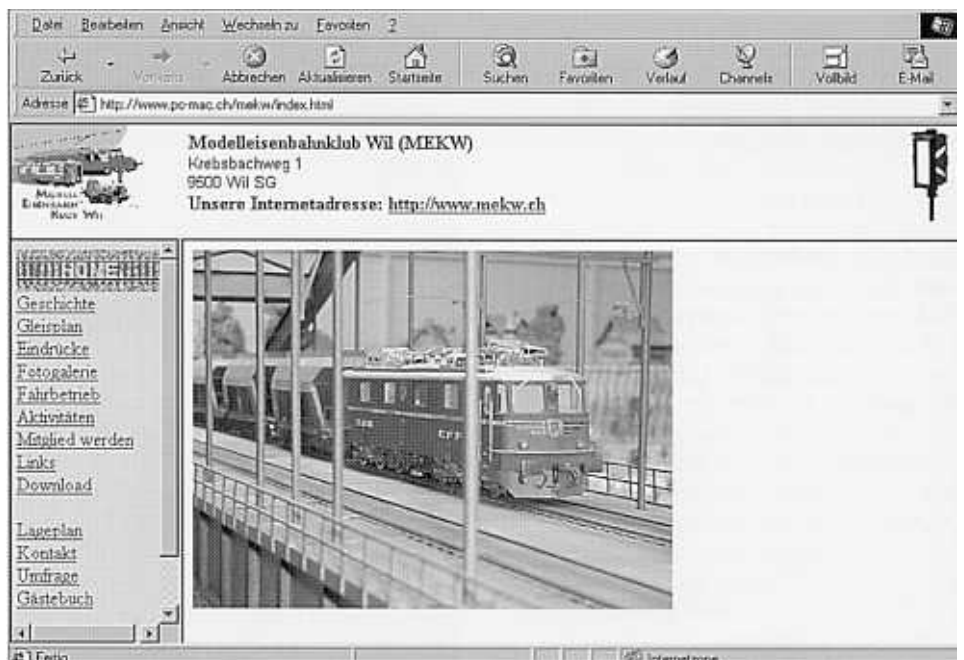 Datei Bearbeiten Ansicht Wechseln zu Favoriten ?
Zurück Vorwärts Abbrechen Aktualisieren Startseite Suchen Favoriten Verlauf Channels Vollbild E-Mail
Adresse http://www.pc-mac.ch/mekw/index.html
Modelleisenbahnklub Wil (MEKW)
Krebsbachweg 1
9500 Wil SG
Unsere Internetadresse: http://www.mekw.ch
Geschichte
Gleisplan
Eindrücke
Fotogalerie
Fahrbetrieb
Aktivitäten
Mitglied werden
Links
Download
Lageplan
Kontakt
Umfrage
Gästebuch
Fertig Internetzone